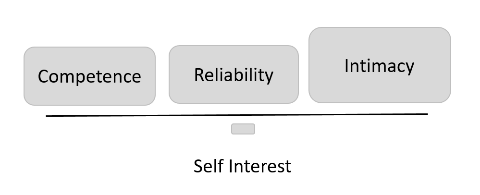 Competence
Reliability
Intimacy
Self Interest